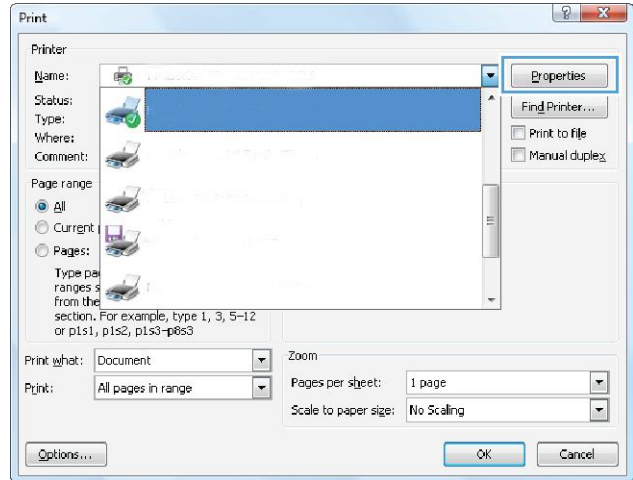 Print
Printer
Name:
Properties
Status:
Find Printer...
Type:
Where:
Print to file
Comment:
Manual duplex
Page range
All
Current
Pages:
Type pa
ranges s
from the
section. For example, type 1, 3, 5–12
or p1s1, p1s2, p1s3–p8s3
Print what: Document
Print: All pages in range
Zoom
Pages per sheet: 1 page
Scale to paper size: No Scaling
Options...
OK
Cancel